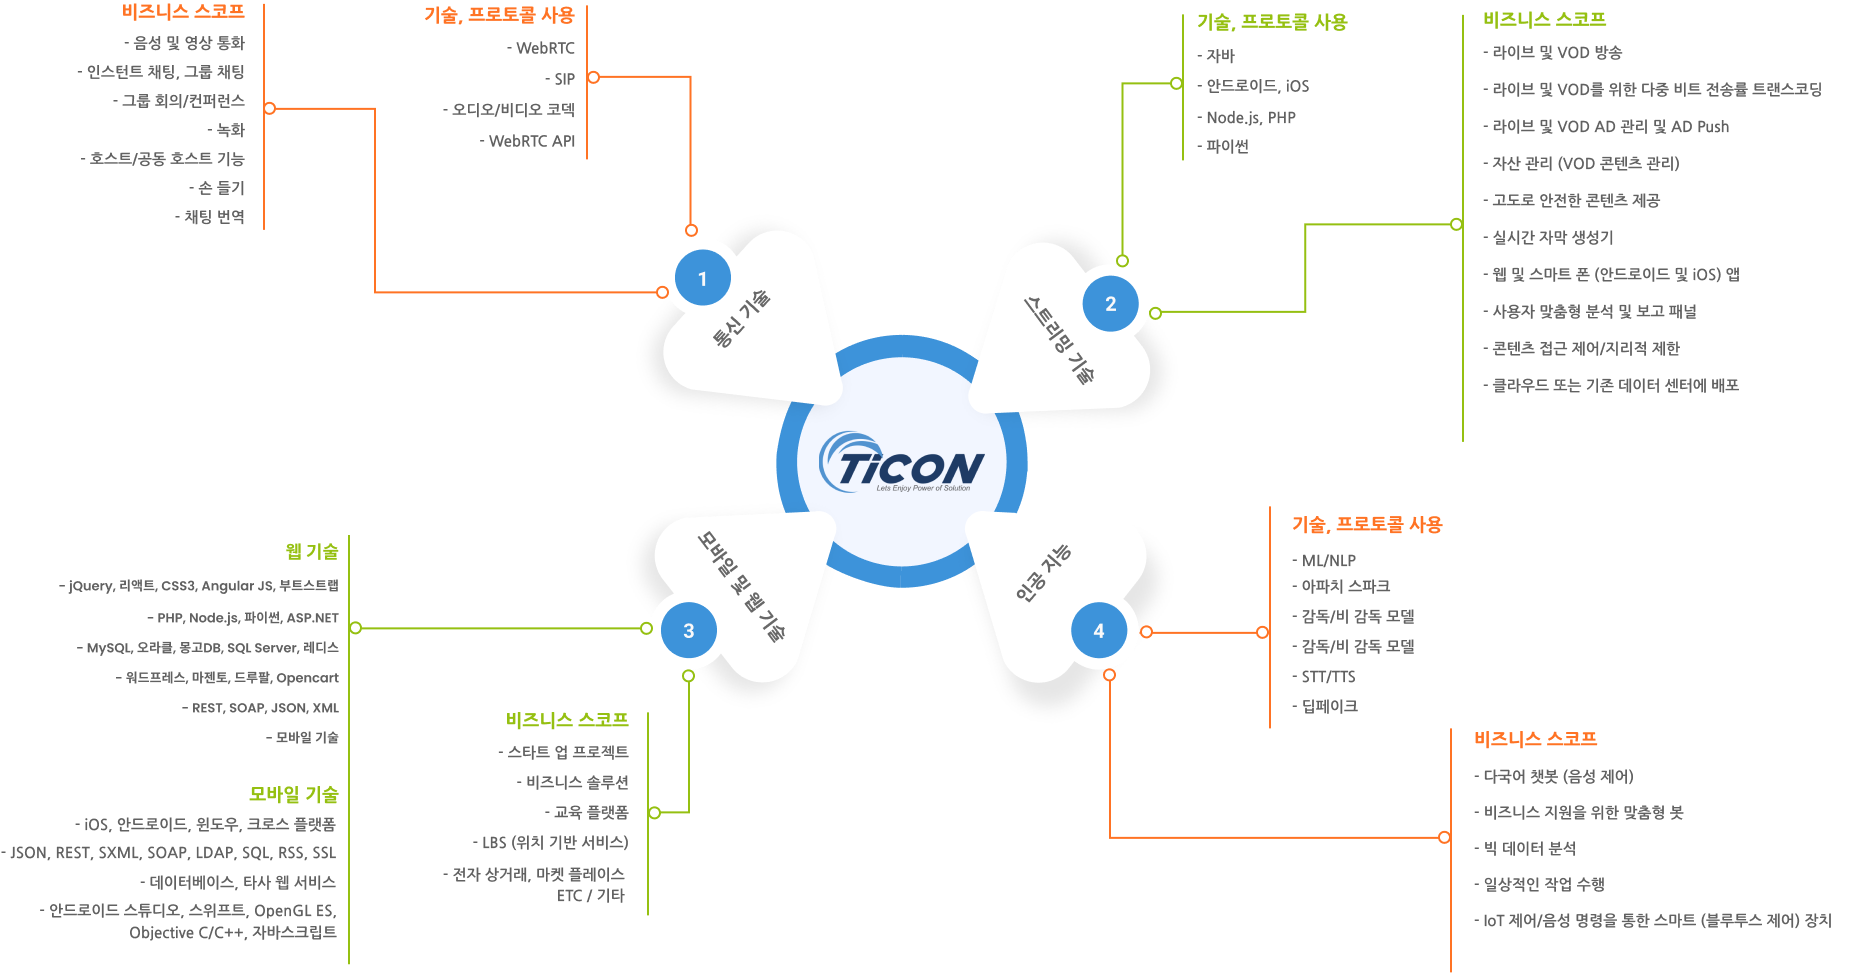 비즈니스 스코프
- 음성 및 영상 통화
- 인스턴트 채팅, 그룹 채팅
- 그룹 회의/컨퍼런스
- 녹화
- 호스트/공동 호스트 기능
- 손 들기
- 채팅 번역
기술, 프로토콜 사용
- WebRTC
- SIP
- 오디오/비디오 코덱
- WebRTC API
1
통신 기술
기술, 프로토콜 사용
- 자바
- 안드로이드, iOS
- Node.js, PHP
- 파이썬
비즈니스 스코프
- 라이브 및 VOD 방송
- 라이브 및 VOD를 위한 다중 비트 전송률 트랜스코딩
- 라이브 및 VOD AD 관리 및 AD Push
- 자산 관리 (VOD 콘텐츠 관리)
- 고도로 안전한 콘텐츠 제공
- 실시간 자막 생성기
- 웹 및 스마트 폰 (안드로이드 및 iOS) 앱
- 사용자 맞춤형 분석 및 보고 패널
- 콘텐츠 접근 제어/지리적 제한
- 클라우드 또는 기존 데이터 센터에 배포
2
스트리밍 기술
TiCON
Lets Enjoy Power of Solution
웹 기술
- jQuery, 리액트, CSS3, Angular JS, 부트스트랩
- PHP, Node.js, 파이썬, ASP.NET
- MySQL, 오라클, 몽고DB, SQL Server, 레디스
- 워드프레스, 마젠토, 드루팔, Opencart
- REST, SOAP, JSON, XML
- 모바일 기술
모바일 기술
- iOS, 안드로이드, 윈도우, 크로스 플랫폼
- JSON, REST, SXML, SOAP, LDAP, SQL, RSS, SSL
- 데이터베이스, 타사 웹 서비스
- 안드로이드 스튜디오, 스위프트, OpenGL ES,
Objective C/C++, 자바스크립트
3
모바일 및 웹 기술
비즈니스 스코프
- 스타트 업 프로젝트
- 비즈니스 솔루션
- 교육 플랫폼
- LBS (위치 기반 서비스)
- 전자 상거래, 마켓 플레이스
ETC / 기타
인공 지능
4
기술, 프로토콜 사용
- ML/NLP
- 아파치 스파크
- 감독/비 감독 모델
- 감독/비 감독 모델
- STT/TTS
- 딥페이크
비즈니스 스코프
- 다국어 챗봇 (음성 제어)
- 비즈니스 지원을 위한 맞춤형 봇
- 빅 데이터 분석
- 일상적인 작업 수행
- IoT 제어/음성 명령을 통한 스마트 (블루투스 제어) 장치